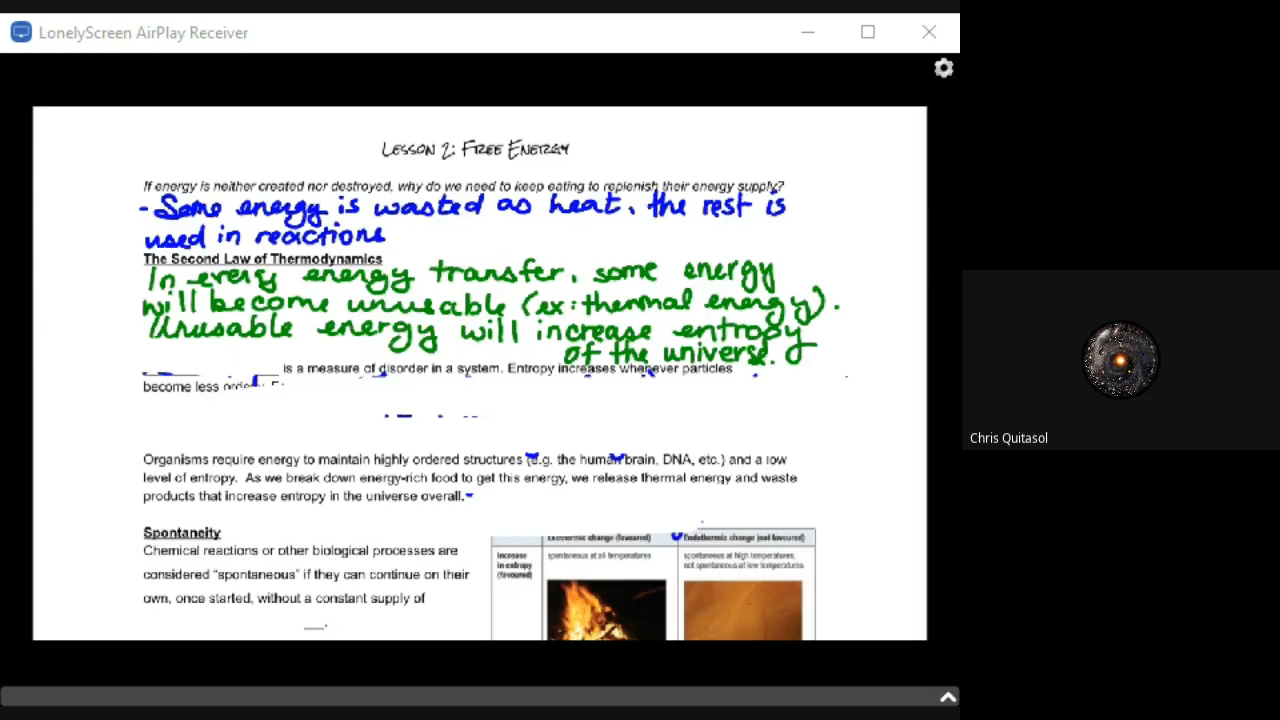 LonelyScreen AirPlay Receiver
LESSON 2: FREE ENERGY
If energy is neither created nor destroyed, why do we need to keep eating to replenish their energy supply?
- Some energy is wasted as heat, the rest is
used in reactions
The Second Law of Thermodynamics
In every energy transfer, some energy
will become unusable (ex: thermal energy).
Unusable energy will increase entropy
of the universe.
is a measure of disorder in a system. Entropy increases whenever particles
become less
Organisms require energy to maintain highly ordered structures (e.g. the human brain, DNA, etc.) and a low
level of entropy. As we break down energy-rich food to get this energy, we release thermal energy and waste
products that increase entropy in the universe overall.
Spontaneity
Chemical reactions or other biological processes are
considered "spontaneous" if they can continue on their
own, once started, without a constant supply of
Exothermic change (favoured) Endothermic change (not favoured)
Increase
in entropy
(favoured)
spontaneous at all temperatures
spontaneous at high temperatures;
not spontaneous at low temperatures
Chris Quitasol